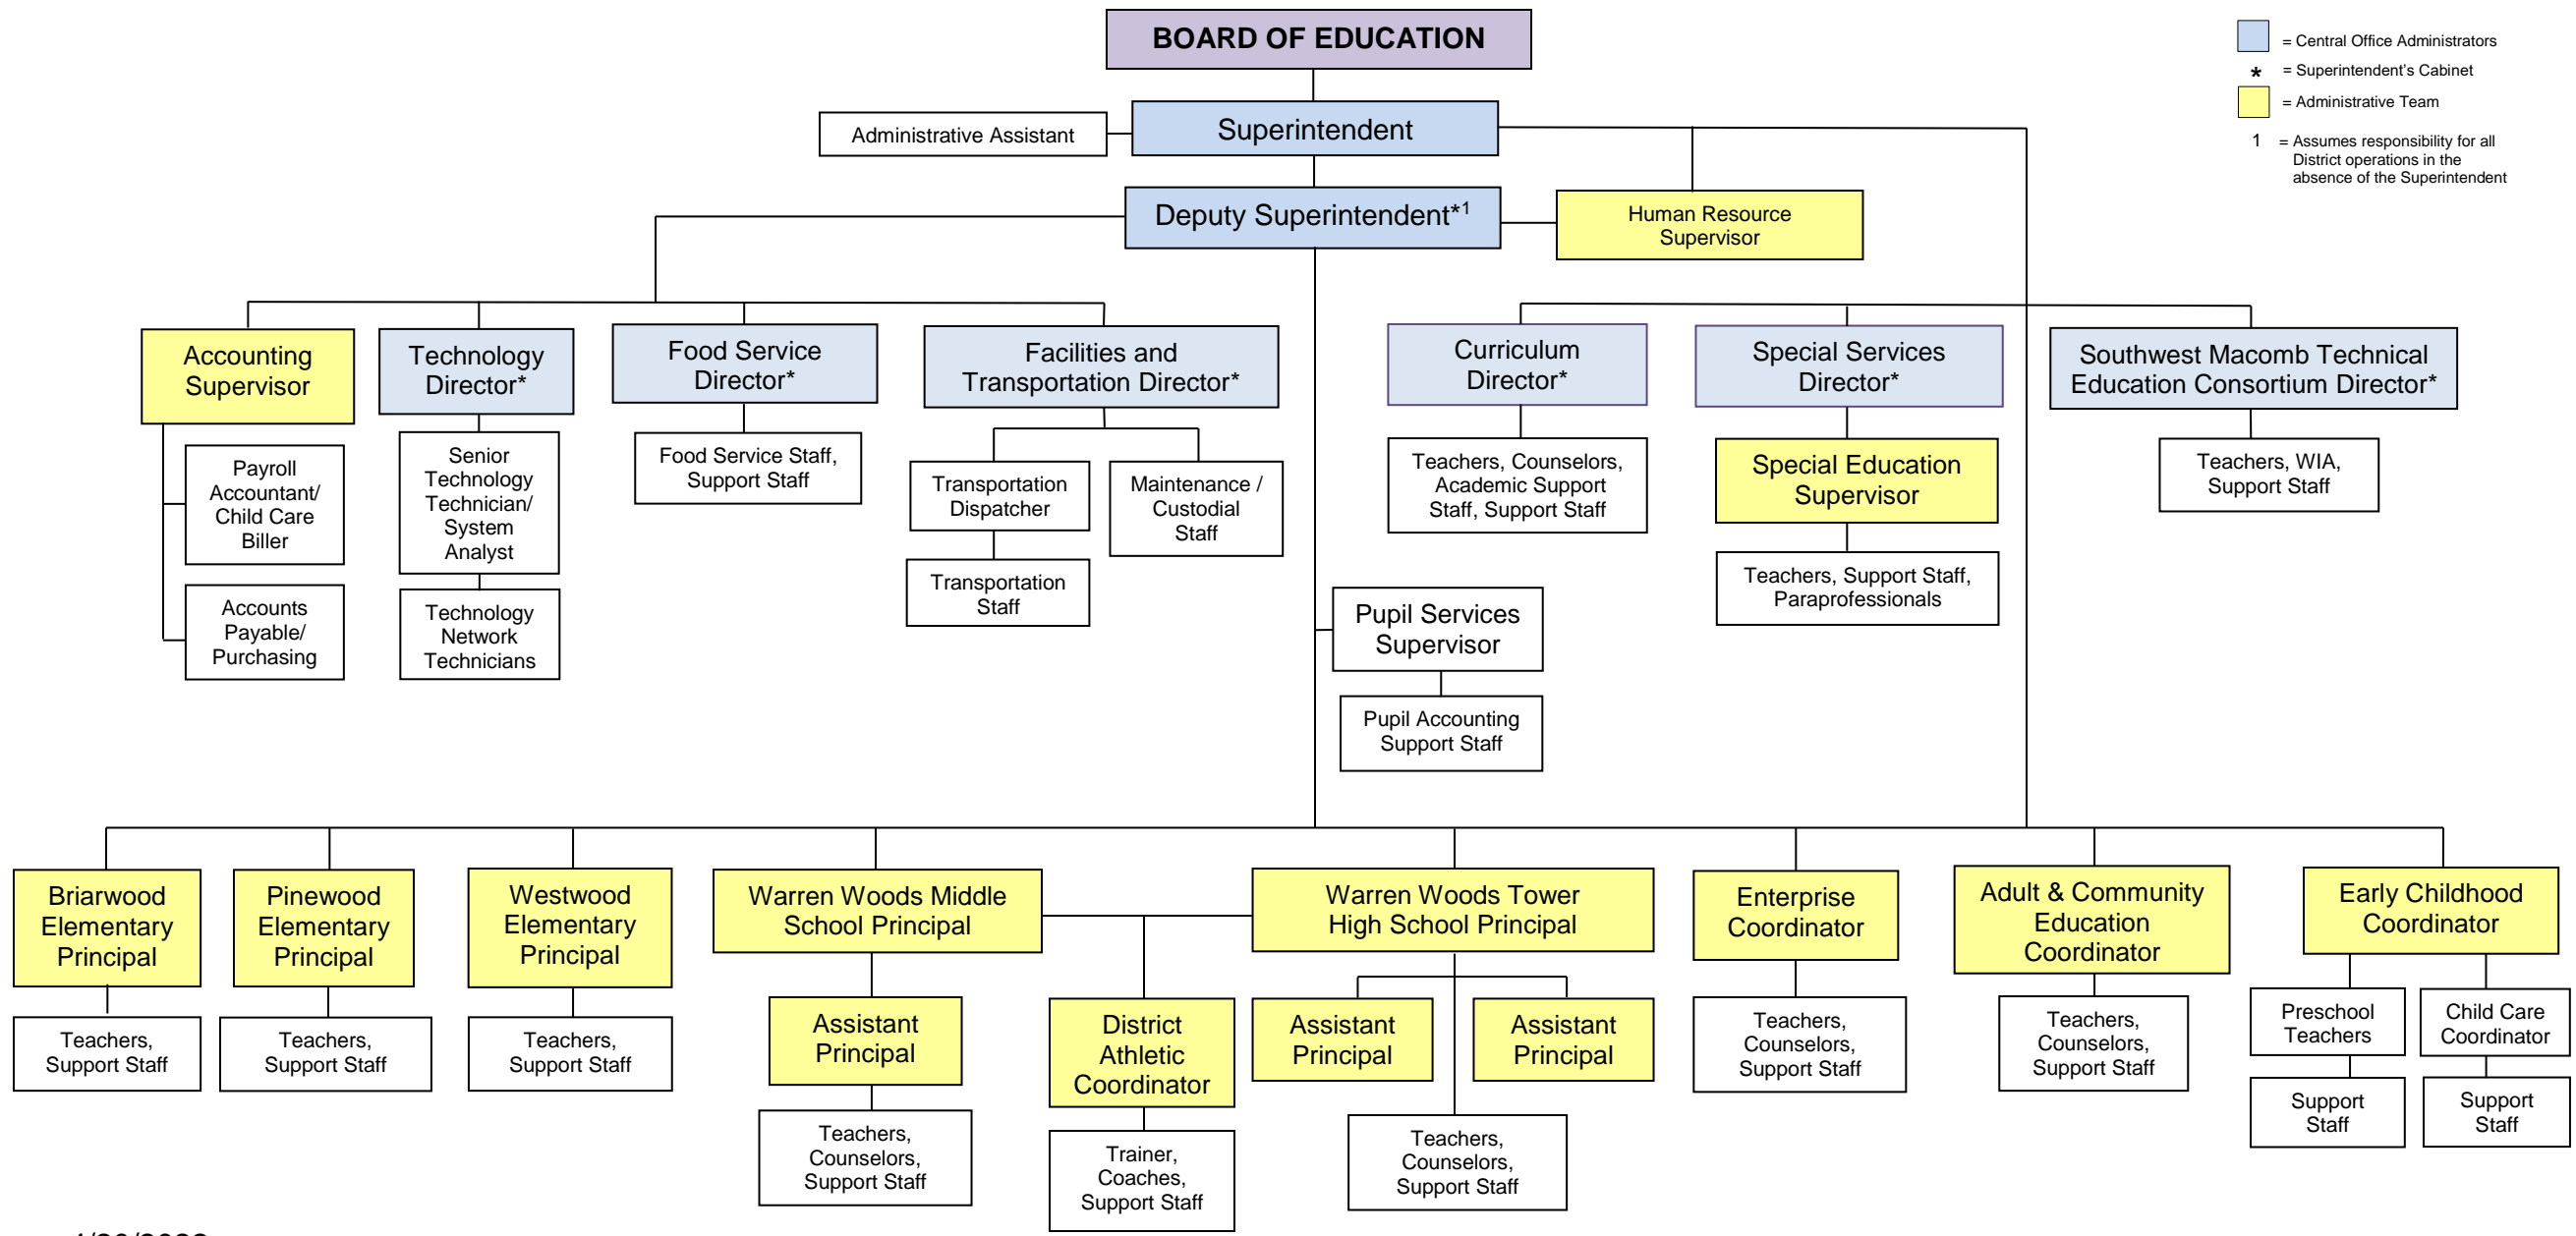 BOARD OF EDUCATION
= Central Office Administrators
* = Superintendent's Cabinet
= Administrative Team
1 = Assumes responsibility for all
District operations in the
absence of the Superintendent
Administrative Assistant
Superintendent
Deputy Superintendent*1
Human Resource
Supervisor
Accounting
Supervisor
Technology
Director*
Food Service
Director*
Facilities and
Transportation Director*
Curriculum
Director*
Special Services
Director*
Southwest Macomb Technical
Education Consortium Director*
Payroll
Accountant/
Child Care
Biller
Accounts
Payable/
Purchasing
Senior
Technology
Technician/
System
Analyst
Technology
Network
Technicians
Food Service Staff,
Support Staff
Transportation
Dispatcher
Transportation
Staff
Maintenance /
Custodial
Staff
Teachers, Counselors,
Academic Support
Staff, Support Staff
Special Education
Supervisor
Teachers, Support Staff,
Paraprofessionals
Teachers, WIA,
Support Staff
Pupil Services
Supervisor
Pupil Accounting
Support Staff
Briarwood
Elementary
Principal
Teachers,
Support Staff
Pinewood
Elementary
Principal
Teachers,
Support Staff
Westwood
Elementary
Principal
Teachers,
Support Staff
Warren Woods Middle
School Principal
Assistant
Principal
Teachers,
Counselors,
Support Staff
District
Athletic
Coordinator
Trainer,
Coaches,
Support Staff
Warren Woods Tower
High School Principal
Assistant
Principal
Assistant
Principal
Teachers,
Counselors,
Support Staff
Enterprise
Coordinator
Teachers,
Counselors,
Support Staff
Adult & Community
Education
Coordinator
Teachers,
Counselors,
Support Staff
Early Childhood
Coordinator
Preschool
Teachers
Support
Staff
Child Care
Coordinator
Support
Staff